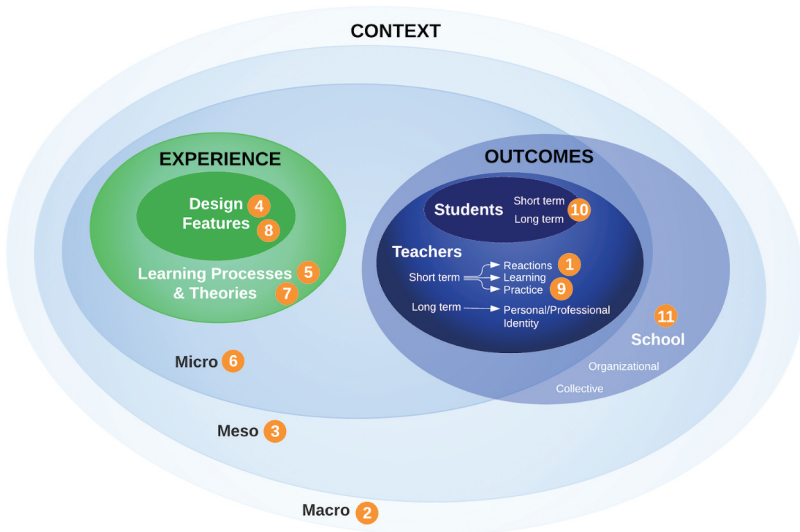 CONTEXT
EXPERIENCE
Design 4
Features 8
Learning Processes 5
& Theories 7
OUTCOMES
Students
Short term
Long term
10
Teachers
Short term
Reactions 1
Learning
Practice 9
Long term
Personal/Professional
Identity
11
School
Organizational
Collective
Micro 6
Meso 3
Macro 2